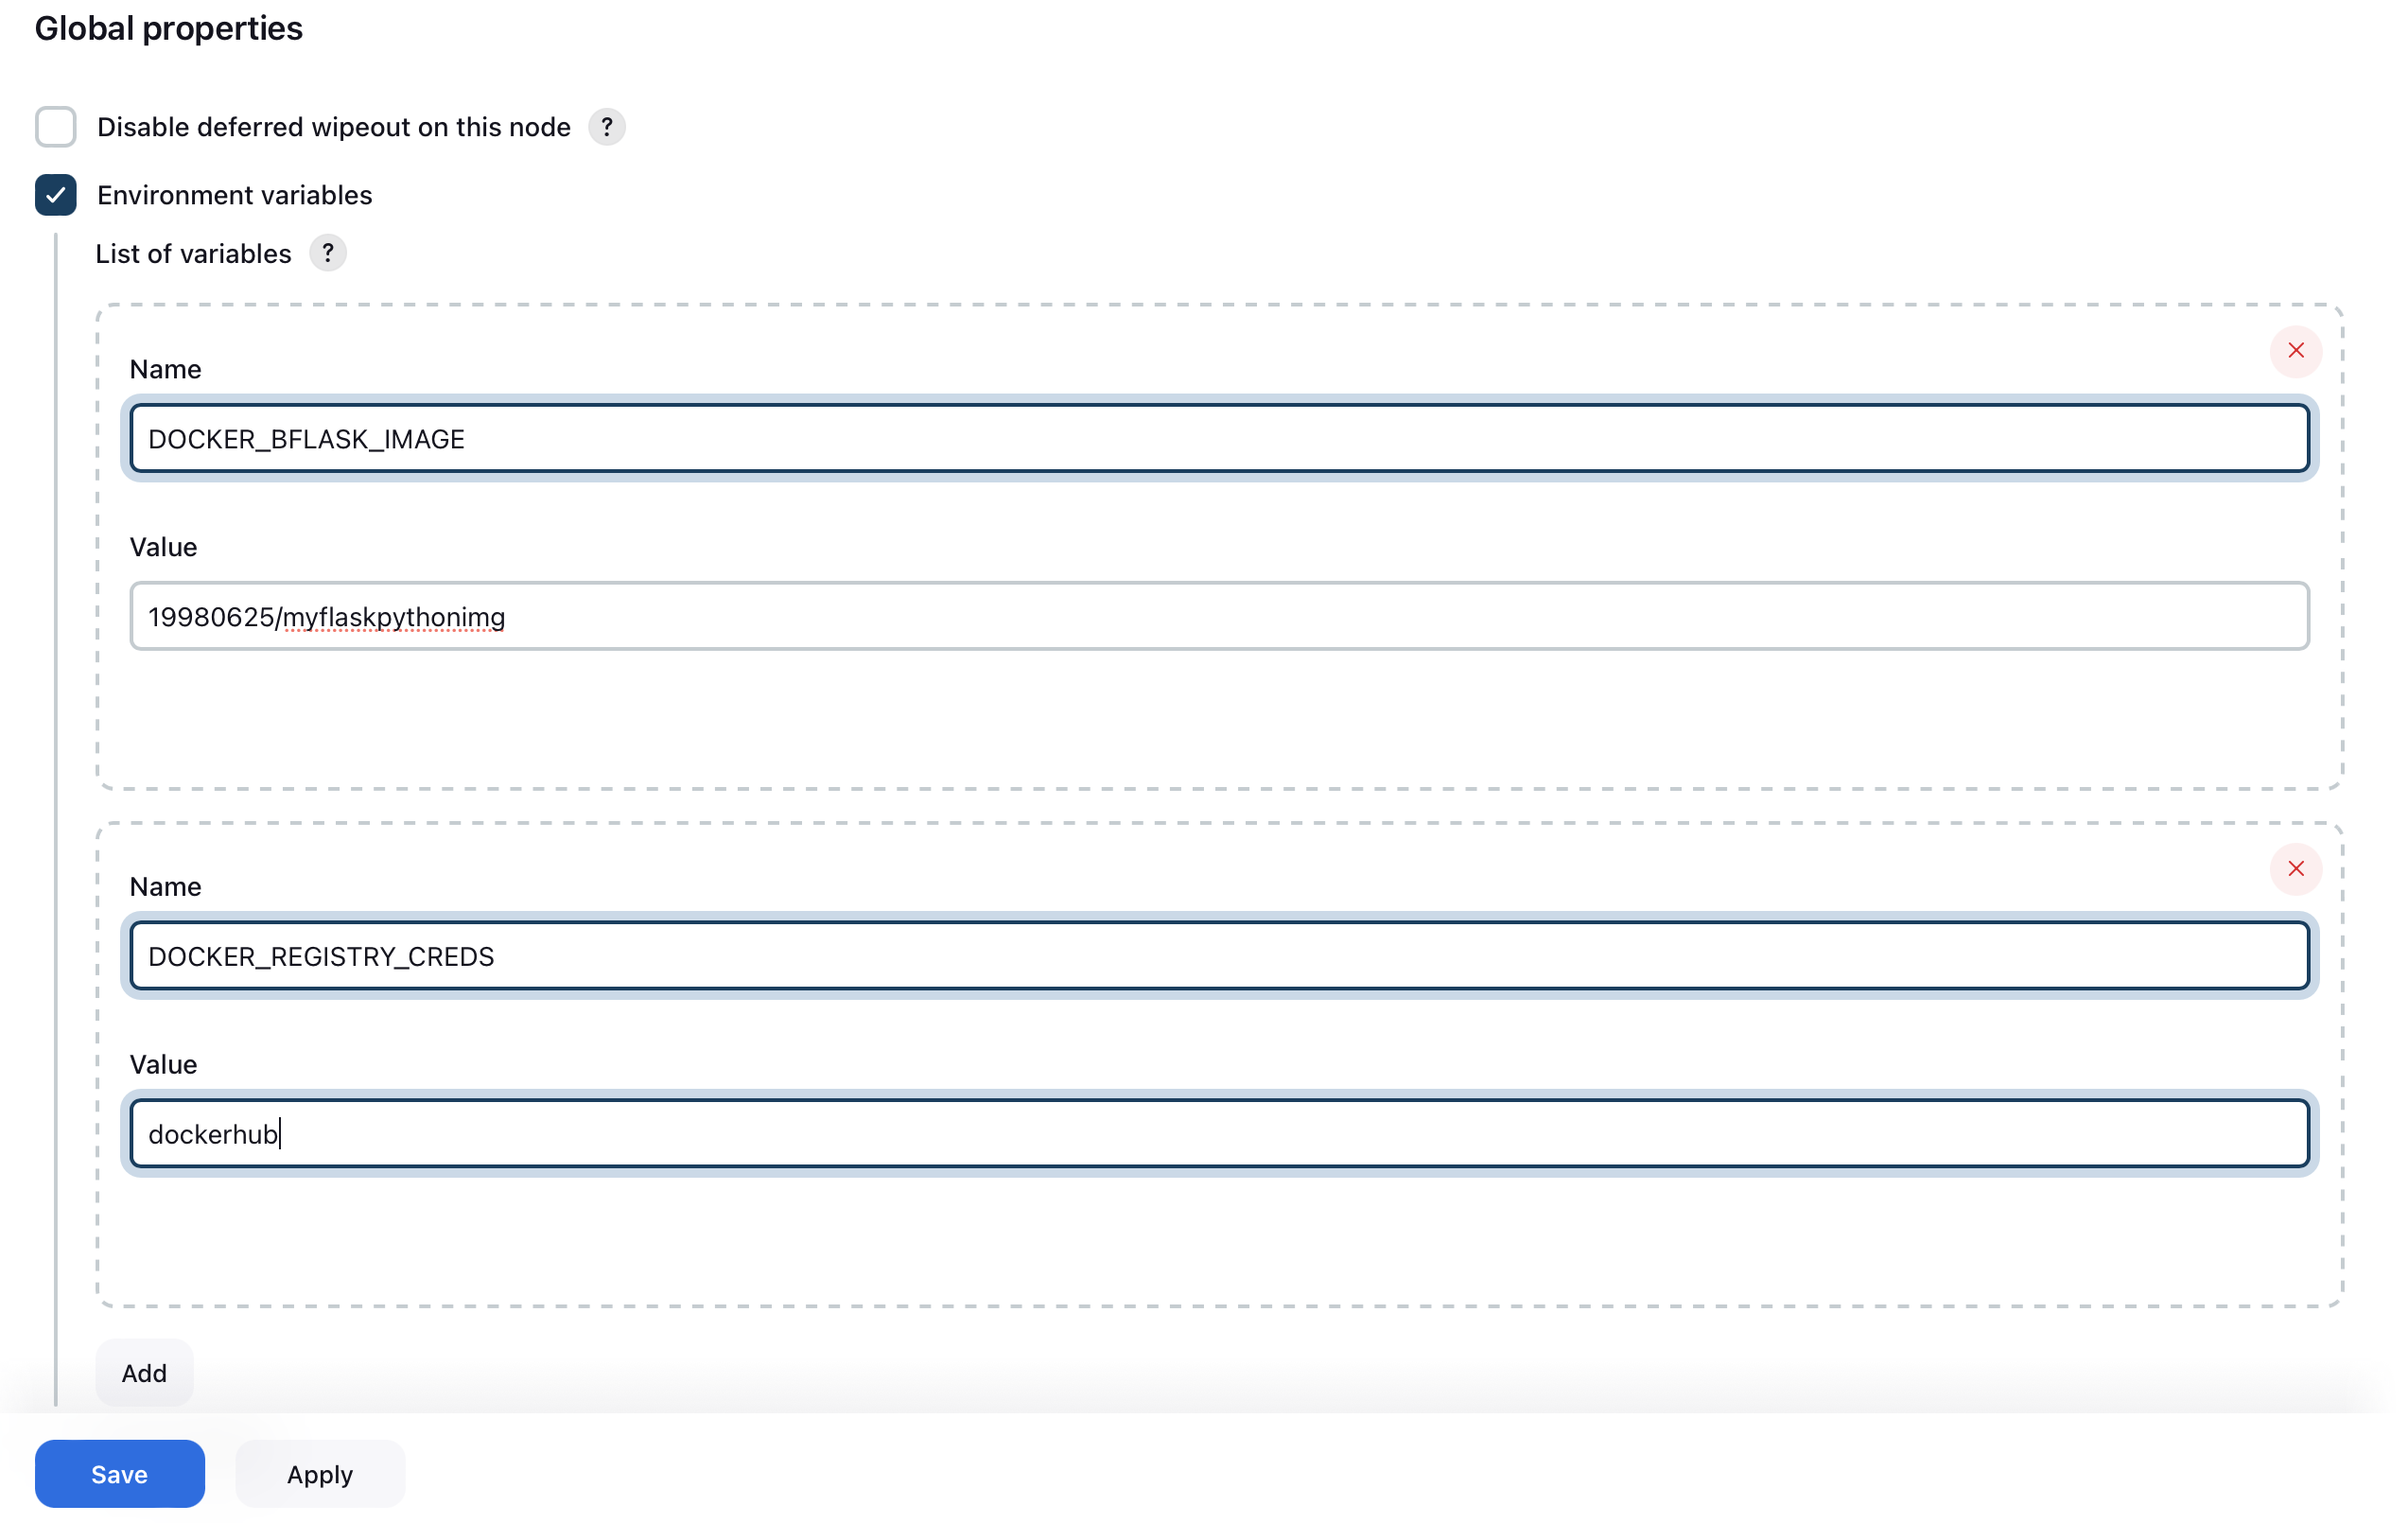 Global properties
Disable deferred wipeout on this node ?
Environment variables
List of variables ?
Name
DOCKER_BFLASK_IMAGE
Value
19980625/myflaskpythonimg
Name
DOCKER_REGISTRY_CREDS
Value
dockerhub
Add
Save Apply